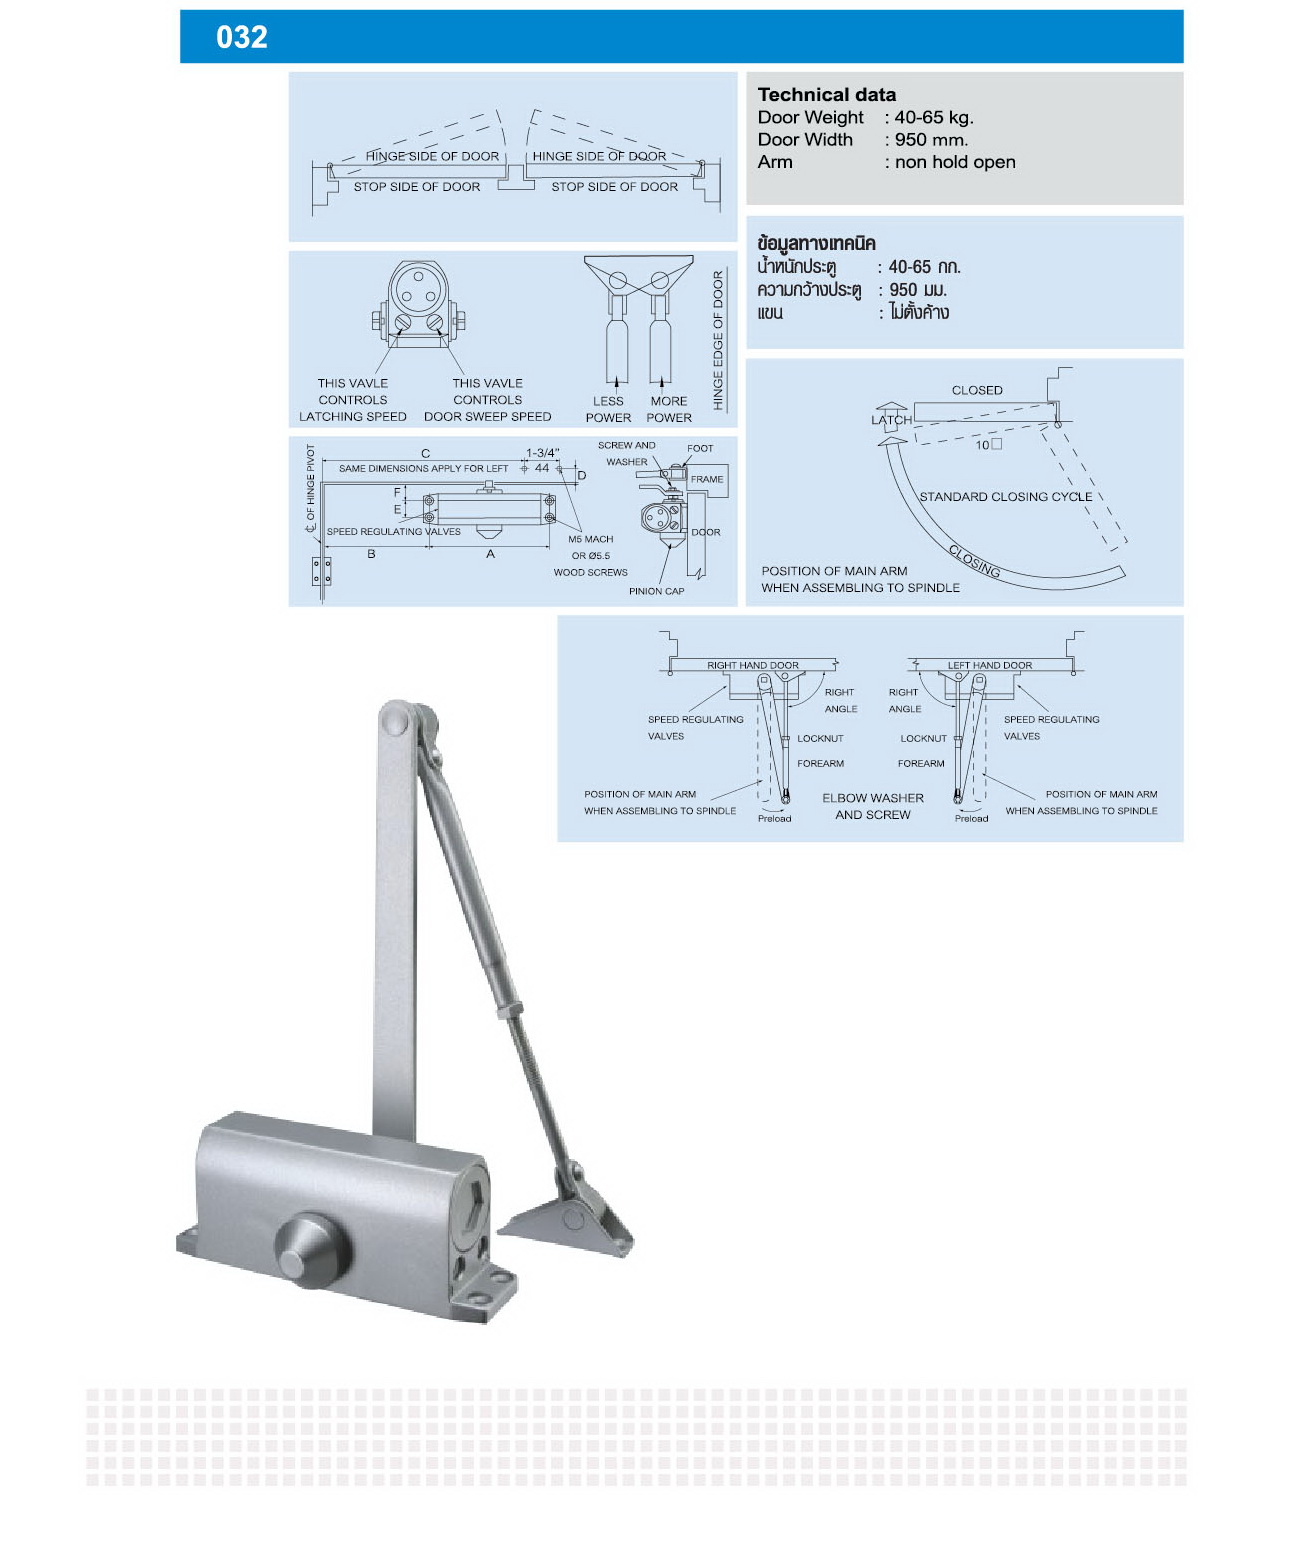 032
HINGE SIDE OF DOOR
HINGE SIDE OF DOOR
STOP SIDE OF DOOR
STOP SIDE OF DOOR
Technical data
Door Weight : 40-65 kg.
Door Width : 950 mm.
Arm : non hold open
ข้อมูลทางเทคนิค
น้ำหนักประตู : 40-65 กก.
ความกว้างประตู : 950 มม.
แขน : ไม่ตั้งค้าง
THIS VAVLE
CONTROLS
LATCHING SPEED
THIS VAVLE
CONTROLS
DOOR SWEEP SPEED
LESS
POWER
MORE
POWER
HINGE EDGE OF DOOR
CLOSED
LATCH
10□
STANDARD CLOSING CYCLE
CLOSING
POSITION OF MAIN ARM
WHEN ASSEMBLING TO SPINDLE
℄ OF HINGE PIVOT
C
1-3/4"
SAME DIMENSIONS APPLY FOR LEFT
44
D
F
E
SPEED REGULATING VALVES
B
A
M5 MACH
OR Ø5.5
WOOD SCREWS
SCREW AND
WASHER
FOOT
FRAME
DOOR
PINION CAP
RIGHT HAND DOOR
RIGHT
ANGLE
SPEED REGULATING
VALVES
LOCKNUT
FOREARM
POSITION OF MAIN ARM
WHEN ASSEMBLING TO SPINDLE
Preload
ELBOW WASHER
AND SCREW
LEFT HAND DOOR
RIGHT
ANGLE
SPEED REGULATING
VALVES
LOCKNUT
FOREARM
POSITION OF MAIN ARM
WHEN ASSEMBLING TO SPINDLE
Preload